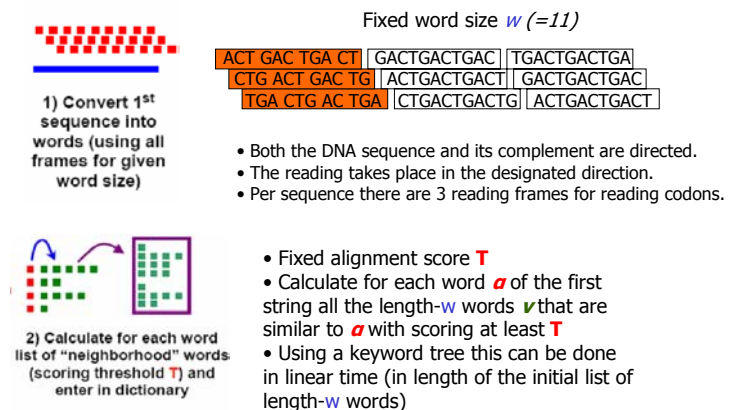 Fixed word size w (=11)
ACT GAC TGA CT GACTGACTGAC TGACTGACTGA
CTG ACT GAC TG ACTGACTGACT GACTGACTGAC
TGA CTG AC TGA CTGACTGACTG ACTGACTGACT
1) Convert 1st
sequence into
words (using all
frames for given
word size)
• Both the DNA sequence and its complement are directed.
• The reading takes place in the designated direction.
• Per sequence there are 3 reading frames for reading codons.
2) Calculate for each word
list of "neighborhood" words
(scoring threshold T) and
enter in dictionary
• Fixed alignment score T
• Calculate for each word a of the first
string all the length-w words v that are
similar to a with scoring at least T
• Using a keyword tree this can be done
in linear time (in length of the initial list of
length-w words)